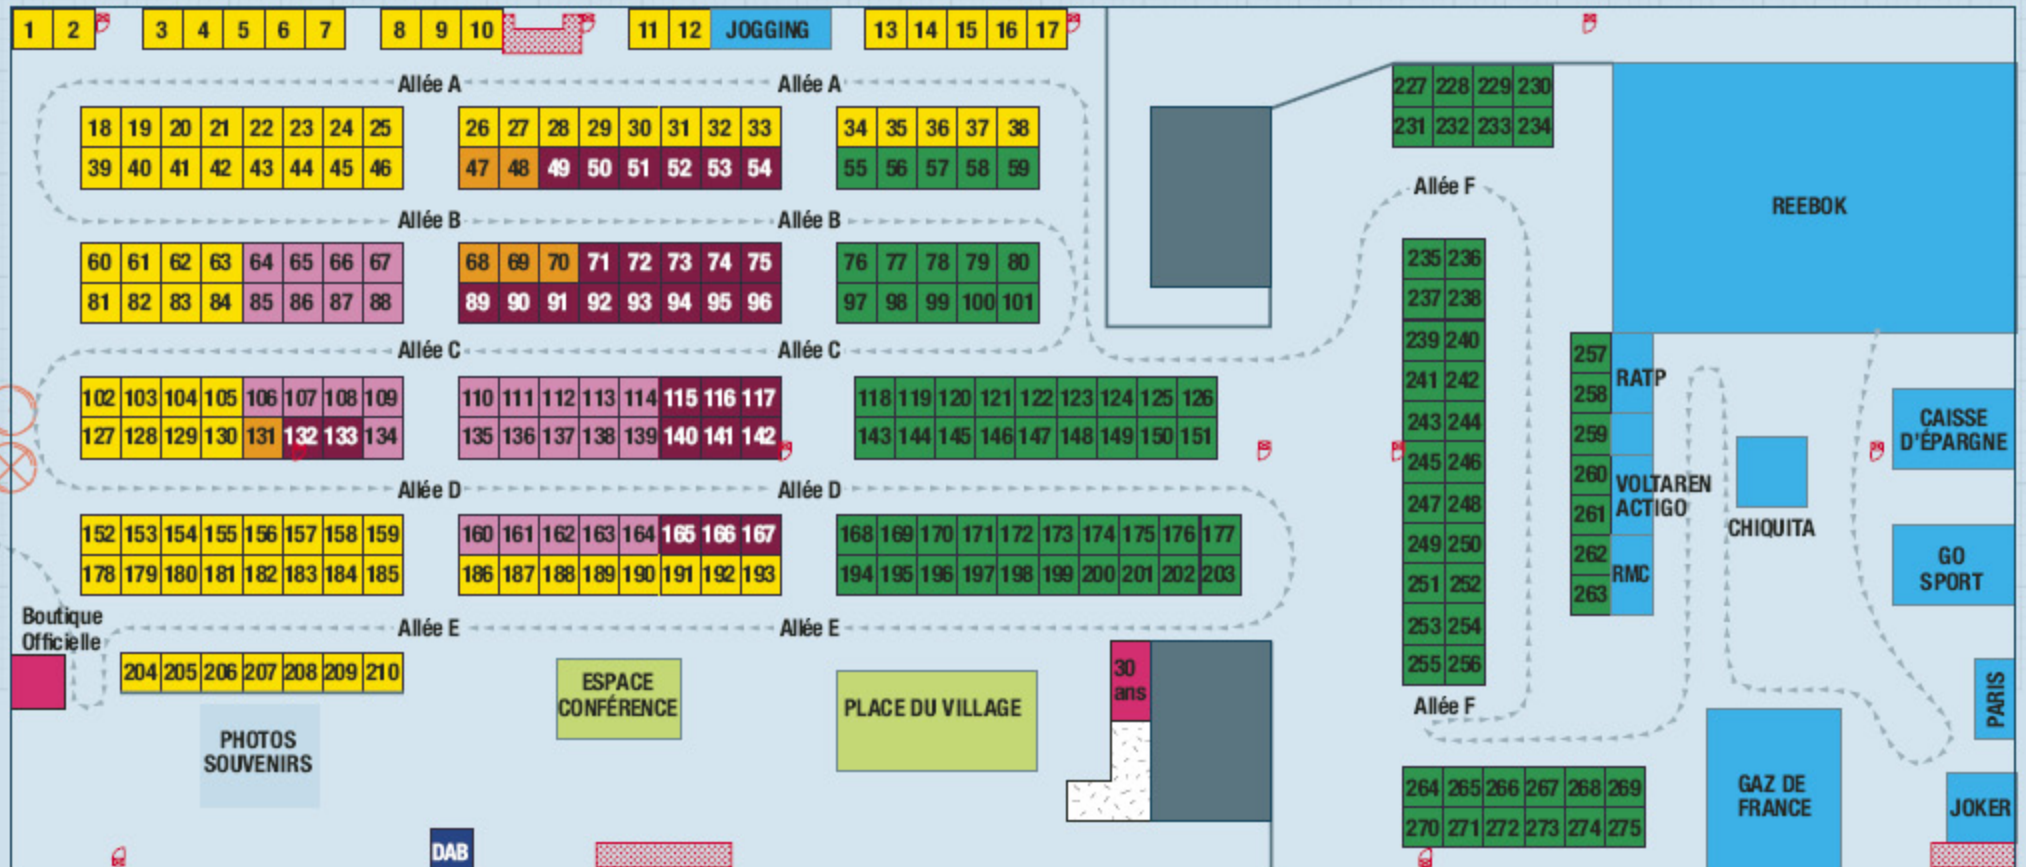 1 2 3 4 5 6 7 8 9 10 11 12 JOGGING 13 14 15 16 17
Allée A Allée A
18 19 20 21 22 23 24 25 26 27 28 29 30 31 32 33 34 35 36 37 38
39 40 41 42 43 44 45 46 47 48 49 50 51 52 53 54 55 56 57 58 59
Allée B Allée B
60 61 62 63 64 65 66 67 68 69 70 71 72 73 74 75 76 77 78 79 80
81 82 83 84 85 86 87 88 89 90 91 92 93 94 95 96 97 98 99 100 101
Allée C Allée C
102 103 104 105 106 107 108 109 110 111 112 113 114 115 116 117 118 119 120 121 122 123 124 125 126
127 128 129 130 131 132 133 134 135 136 137 138 139 140 141 142 143 144 145 146 147 148 149 150 151
Allée D Allée D
152 153 154 155 156 157 158 159 160 161 162 163 164 165 166 167 168 169 170 171 172 173 174 175 176 177
178 179 180 181 182 183 184 185 186 187 188 189 190 191 192 193 194 195 196 197 198 199 200 201 202 203
Boutique
Officielle
Allée E Allée E
204 205 206 207 208 209 210
PHOTOS
SOUVENIRS
ESPACE
CONFÉRENCE
PLACE DU VILLAGE
30
ans
DAB
227 228 229 230
231 232 233 234
Allée F
235 236
237 238
239 240
241 242
243 244
245 246
247 248
249 250
251 252
253 254
255 256
Allée F
257
258
259
260
261
262
263
RATP
VOLTAREN
ACTIGO
RMC
264 265 266 267 268 269
270 271 272 273 274 275
REEBOK
CHIQUITA
CAISSE
D'ÉPARGNE
GO
SPORT
PARIS
GAZ DE
FRANCE
JOKER